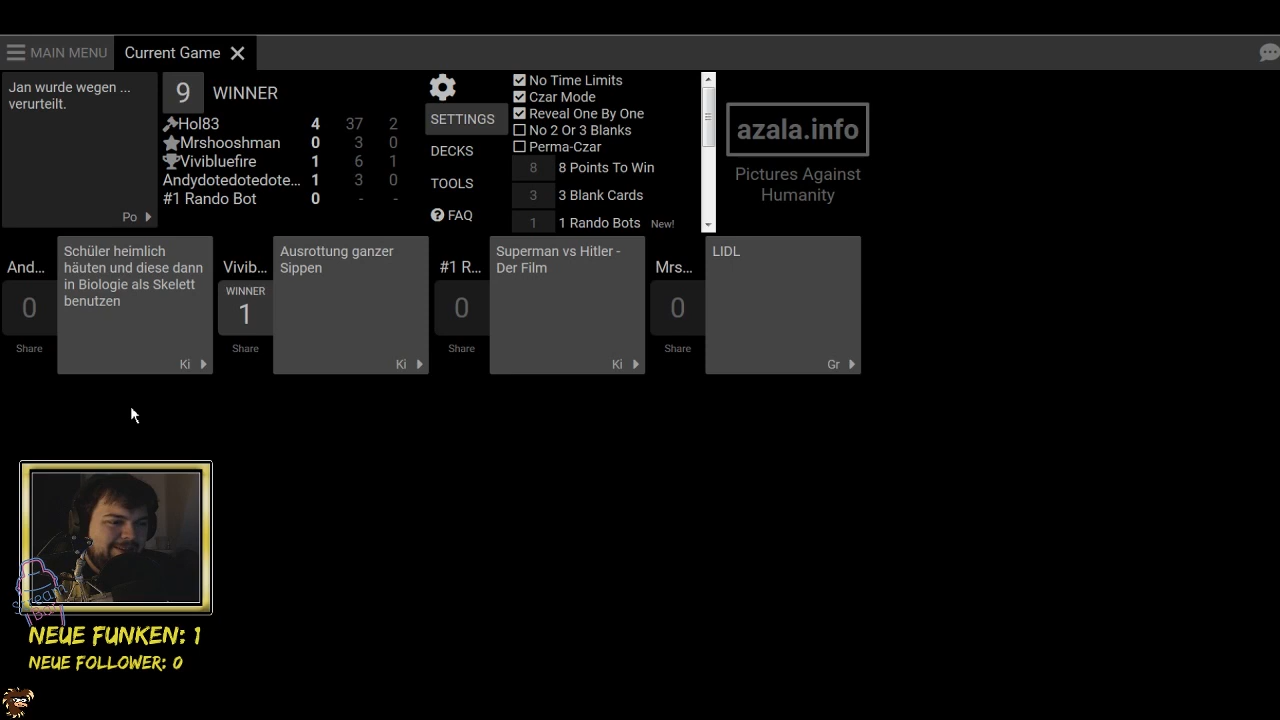 MAIN MENU
Current Game
Jan wurde wegen ...
verurteilt.
Po
9 WINNER
Hol83 4 37 2
Mrshooshman 0 3 0
Vivibluefire 1 6 1
Andydotedotedote... 1 3 0
#1 Rando Bot 0 - -
SETTINGS
DECKS
TOOLS
FAQ
No Time Limits
Czar Mode
Reveal One By One
No 2 Or 3 Blanks
Perma-Czar
8 8 Points To Win
3 3 Blank Cards
1 1 Rando Bots New!
azala.info
Pictures Against
Humanity
And...
0
Share
Schüler heimlich
häuten und diese dann
in Biologie als Skelett
benutzen
Ki
Vivib...
WINNER
1
Share
Ausrottung ganzer
Sippen
Ki
#1 R...
0
Share
Superman vs Hitler -
Der Film
Ki
Mrs...
0
Share
LIDL
Gr
NEUE FUNKEN: 1
NEUE FOLLOWER: 0